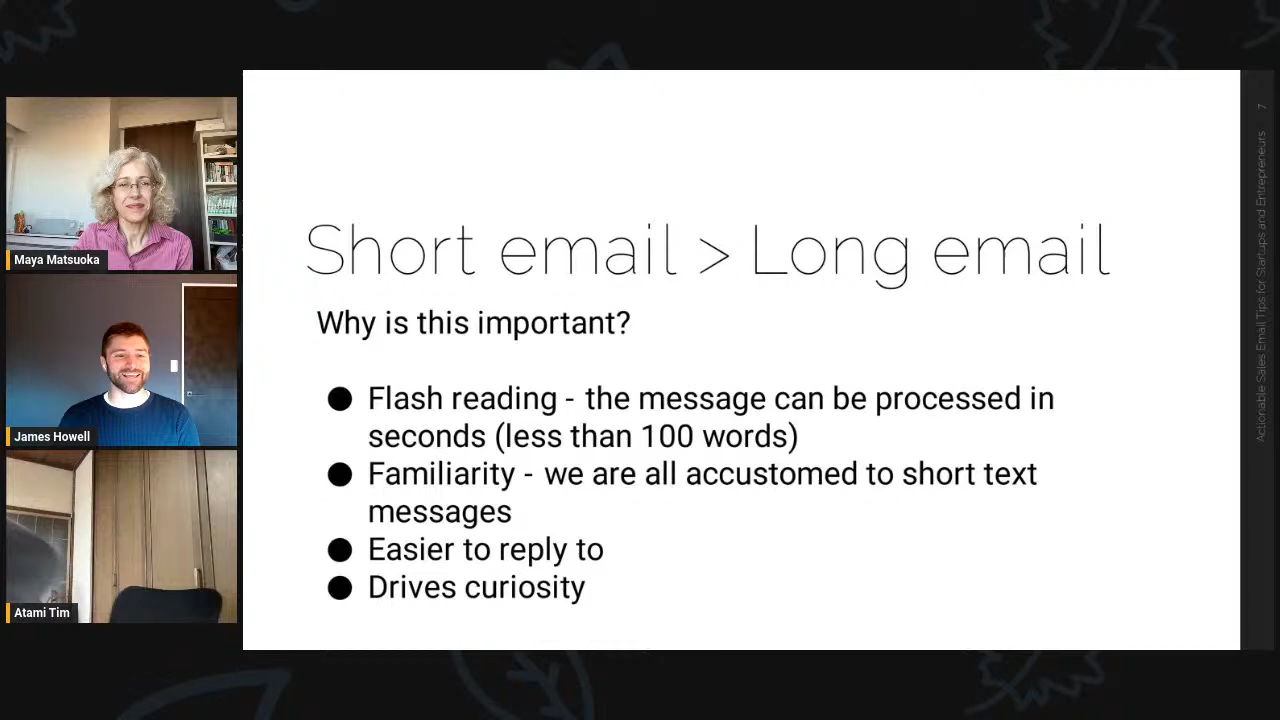 Maya Matsuoka
James Howell
Atami Tim
Short email > Long email
Why is this important?
● Flash reading - the message can be processed in
seconds (less than 100 words)
● Familiarity - we are all accustomed to short text
messages
● Easier to reply to
● Drives curiosity
Actionable Sales Email Tips for Startups and Entrepreneurs 7